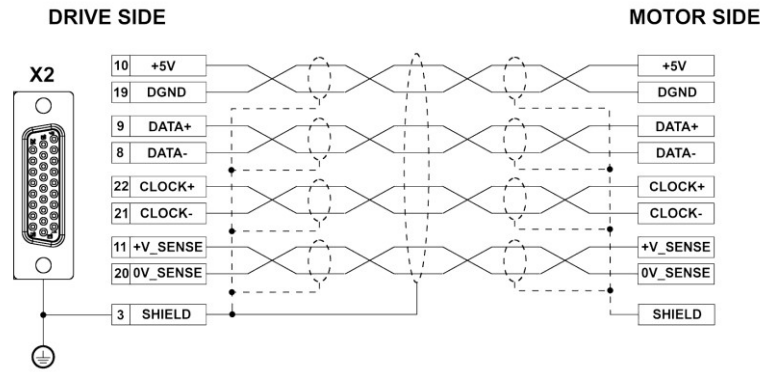 DRIVE SIDE MOTOR SIDE
X2
10 +5V +5V
19 DGND DGND
9 DATA+ DATA+
8 DATA- DATA-
22 CLOCK+ CLOCK+
21 CLOCK- CLOCK-
11 +V_SENSE +V_SENSE
20 0V_SENSE 0V_SENSE
3 SHIELD SHIELD